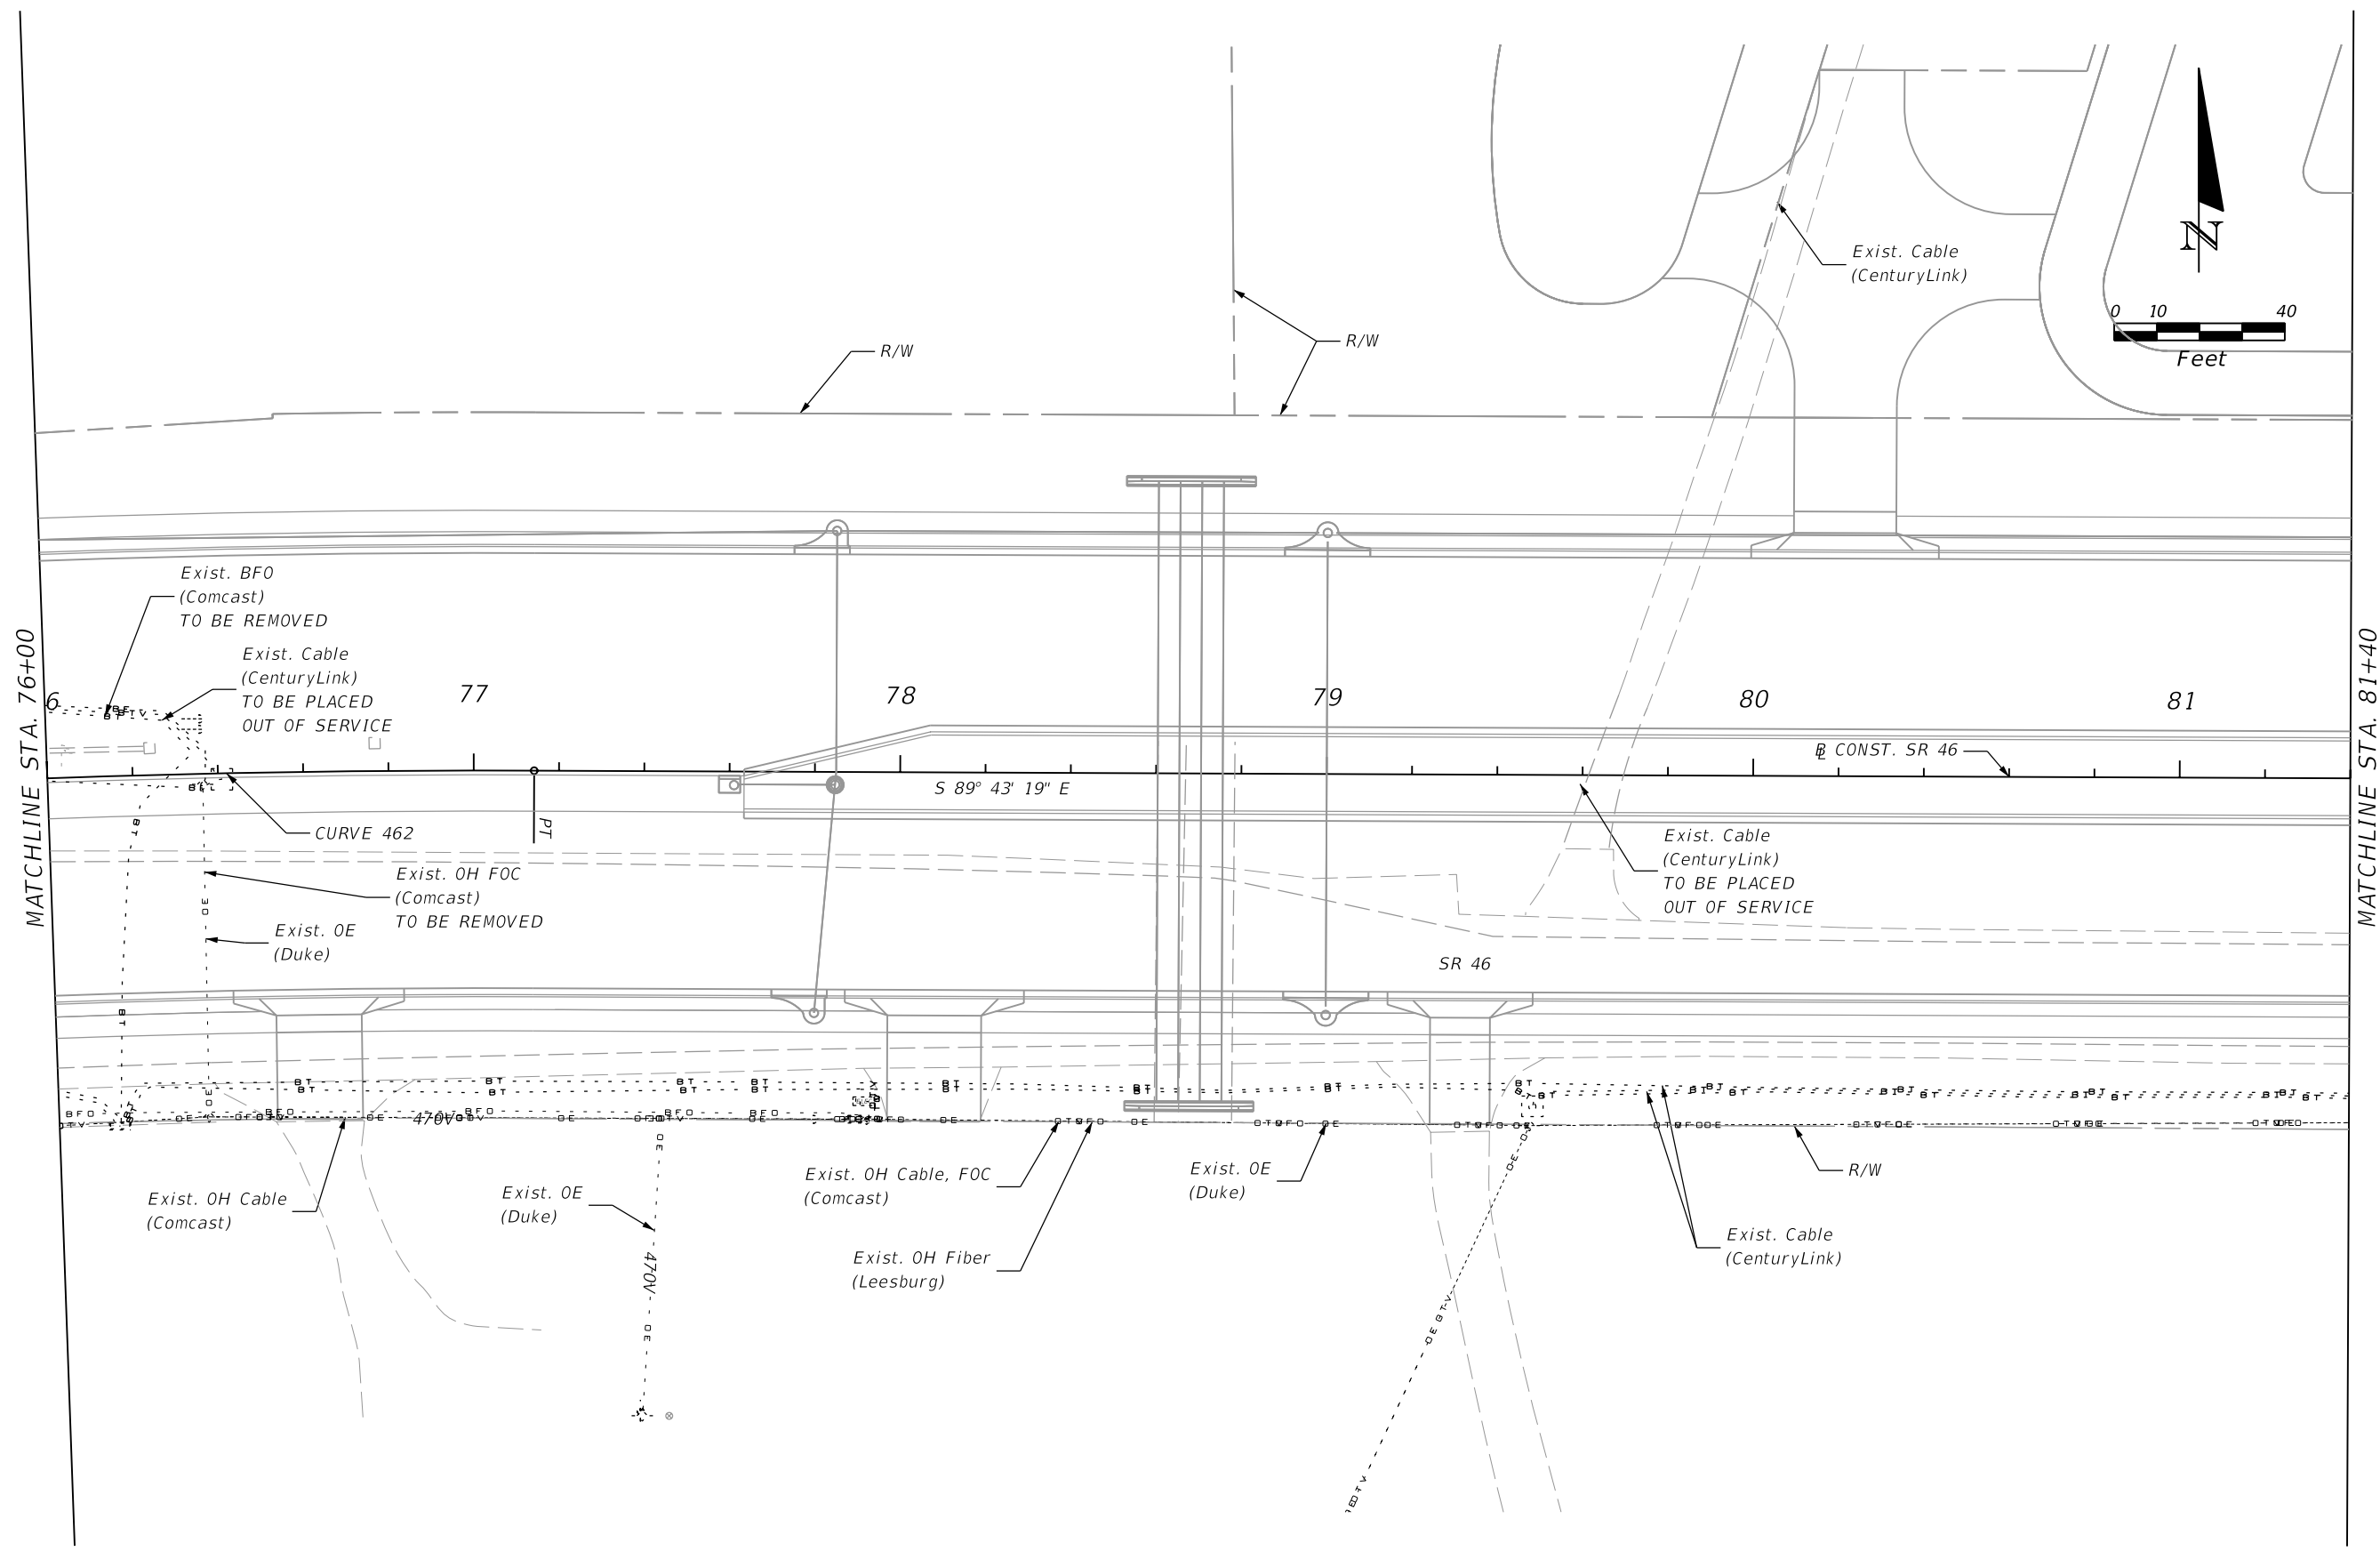 Exist. Cable
(CenturyLink)
N
0 10 40
Feet
R/W
R/W
Exist. BFO
(Comcast)
TO BE REMOVED
Exist. Cable
(CenturyLink)
TO BE PLACED
OUT OF SERVICE
MATCHLINE STA. 76+00
MATCHLINE STA. 81+40
6
77
78
79
80
81
B CONST. SR 46
S 89° 43' 19" E
CURVE 462
PT
Exist. Cable
(CenturyLink)
TO BE PLACED
OUT OF SERVICE
Exist. OH FOC
(Comcast)
TO BE REMOVED
Exist. OE
(Duke)
SR 46
470V
470V
Exist. OH Cable
(Comcast)
Exist. OE
(Duke)
Exist. OH Cable, FOC
(Comcast)
Exist. OH Fiber
(Leesburg)
Exist. OE
(Duke)
R/W
Exist. Cable
(CenturyLink)